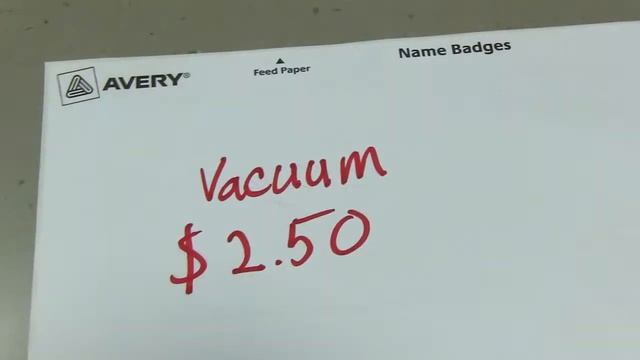 AVERY®
Feed Paper
Name Badges
Vacuum
$2.50